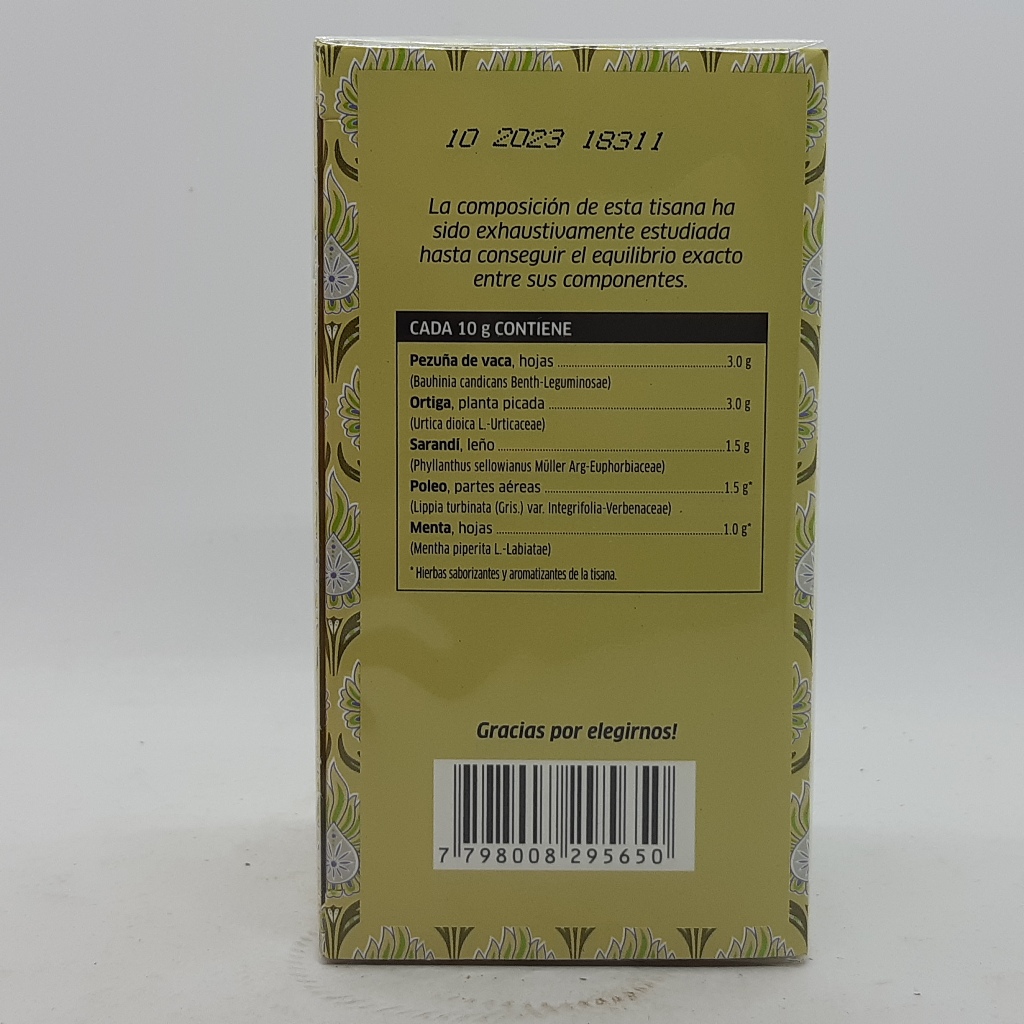 10 2023 18311
La composición de esta tisana ha
sido exhaustivamente estudiada
hasta conseguir el equilibrio exacto
entre sus componentes.
CADA 10 g CONTIENE
Pezuña de vaca, hojas ........ 3.0 g
(Bauhinia candicans Benth-Leguminosae)
Ortiga, planta picada ........ 3.0 g
(Urtica dioica L.-Urticaceae)
Sarandí, leño ........ 1.5 g
(Phyllanthus sellowianus Müller Arg-Euphorbiaceae)
Poleo, partes aéreas ........ 1.5 g*
(Lippia turbinata (Gris.) var. Integrifolia-Verbenaceae)
Menta, hojas ........ 1.0 g*
(Mentha piperita L.-Labiatae)
* Hierbas saborizantes y aromatizantes de la tisana.
Gracias por elegirnos!
7 798008 295650